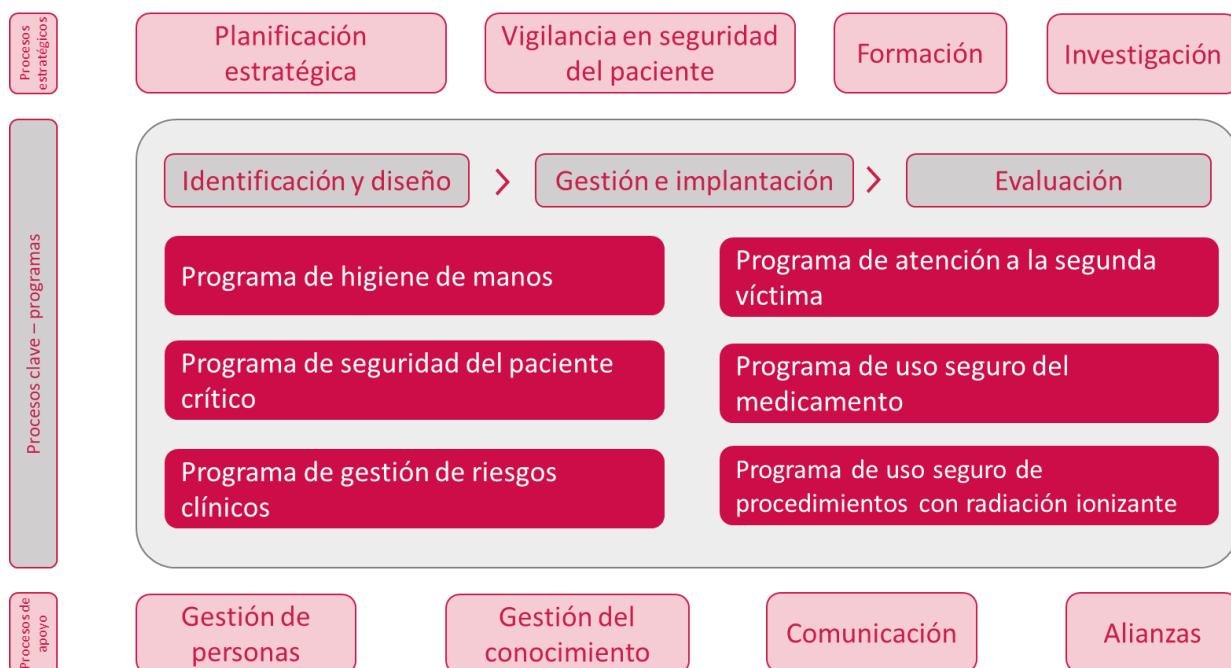 Procesos
estratégicos
Planificación
estratégica
Vigilancia en seguridad
del paciente
Formación
Investigación
Procesos clave – programas
Identificación y diseño
>
Gestión e implantación
>
Evaluación
Programa de higiene de manos
Programa de atención a la segunda
víctima
Programa de seguridad del paciente
crítico
Programa de uso seguro del
medicamento
Programa de gestión de riesgos
clínicos
Programa de uso seguro de
procedimientos con radiación ionizante
Procesos de
apoyo
Gestión de
personas
Gestión del
conocimiento
Comunicación
Alianzas